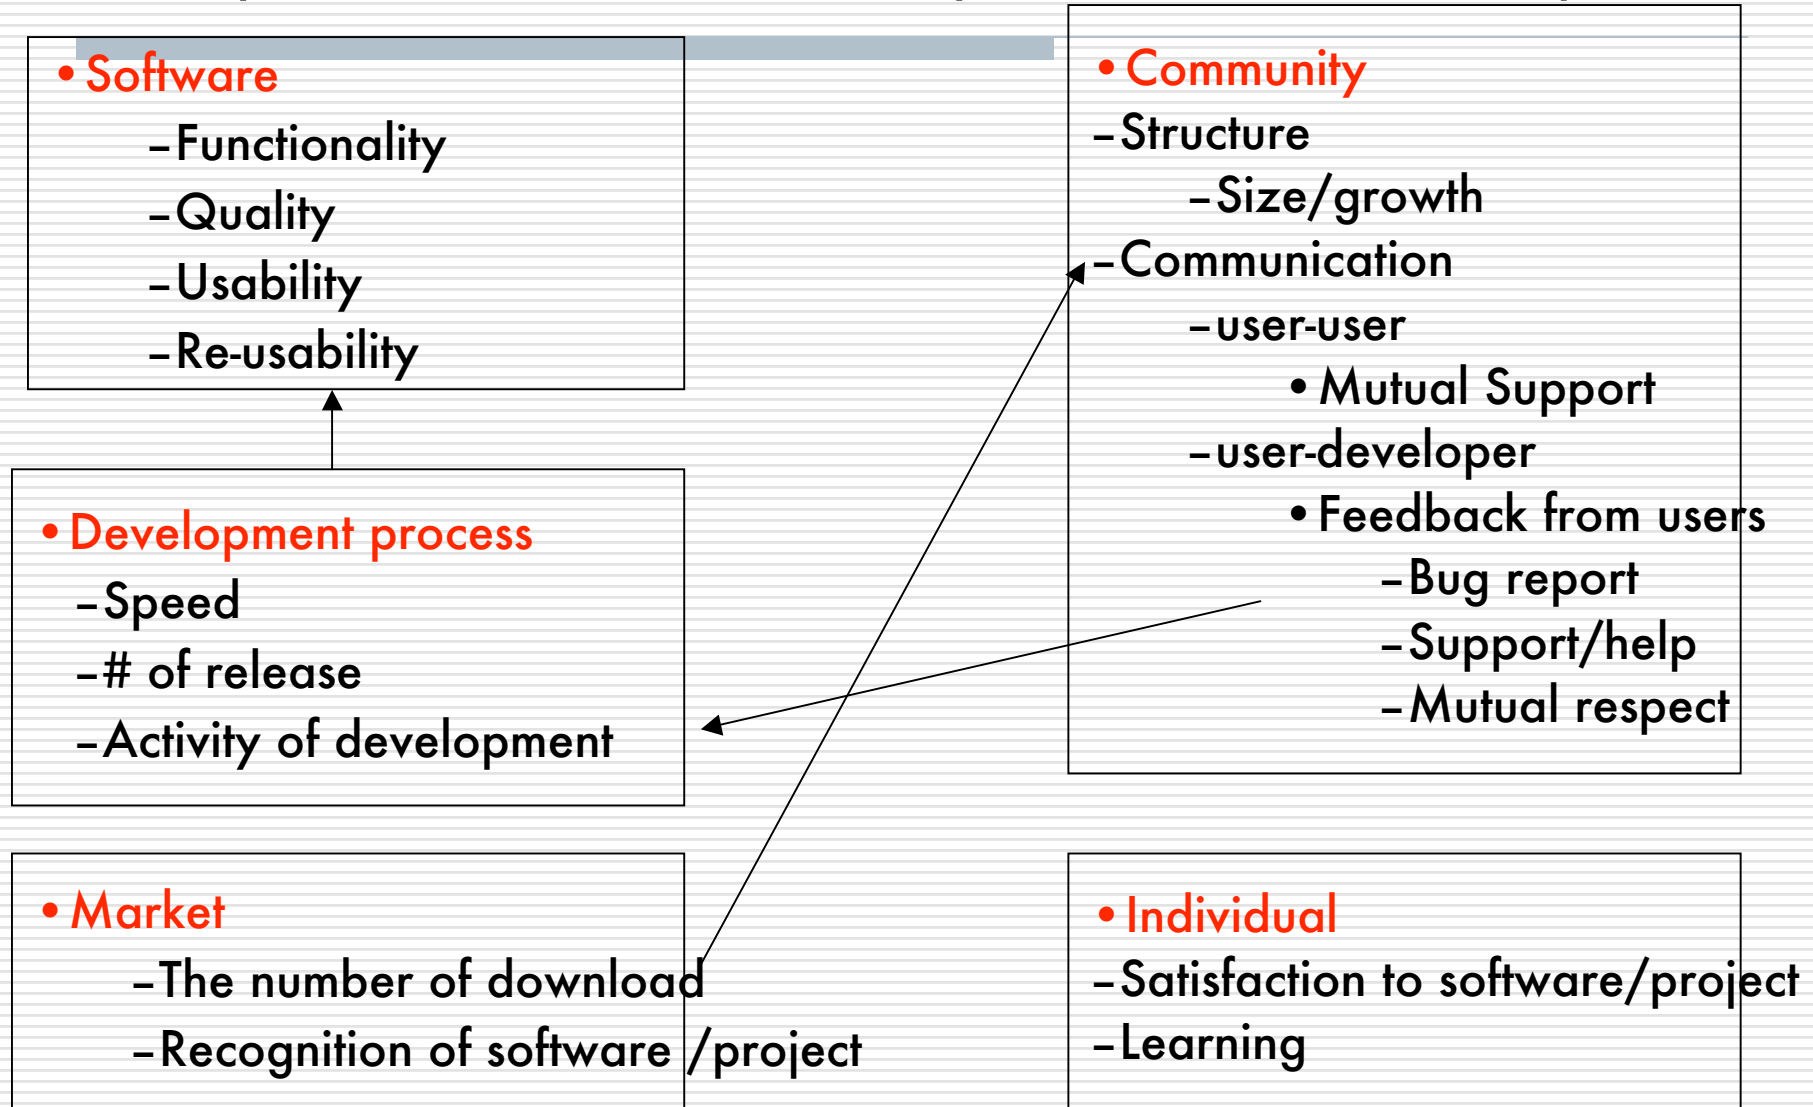 •Software
–Functionality
–Quality
–Usability
–Re-usability
•Development process
–Speed
–# of release
–Activity of development
•Market
–The number of download
–Recognition of software /project
•Community
–Structure
–Size/growth
–Communication
–user-user
•Mutual Support
–user-developer
•Feedback from users
–Bug report
–Support/help
–Mutual respect
•Individual
–Satisfaction to software/project
–Learning